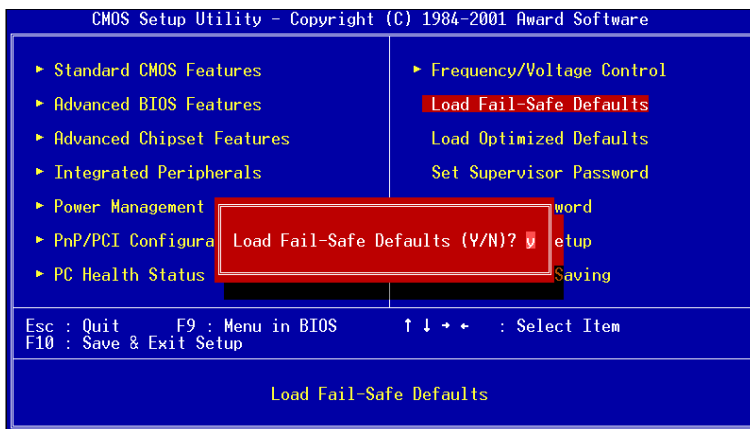 CMOS Setup Utility - Copyright (C) 1984-2001 Award Software
► Standard CMOS Features
► Advanced BIOS Features
► Advanced Chipset Features
► Integrated Peripherals
► Power Management
► PnP/PCI Configura
► PC Health Status
► Frequency/Voltage Control
Load Fail-Safe Defaults
Load Optimized Defaults
Set Supervisor Password
word
etup
Saving
Load Fail-Safe Defaults (Y/N)? y
Esc : Quit F9 : Menu in BIOS ↑ ↓ → ← : Select Item
F10 : Save & Exit Setup
Load Fail-Safe Defaults